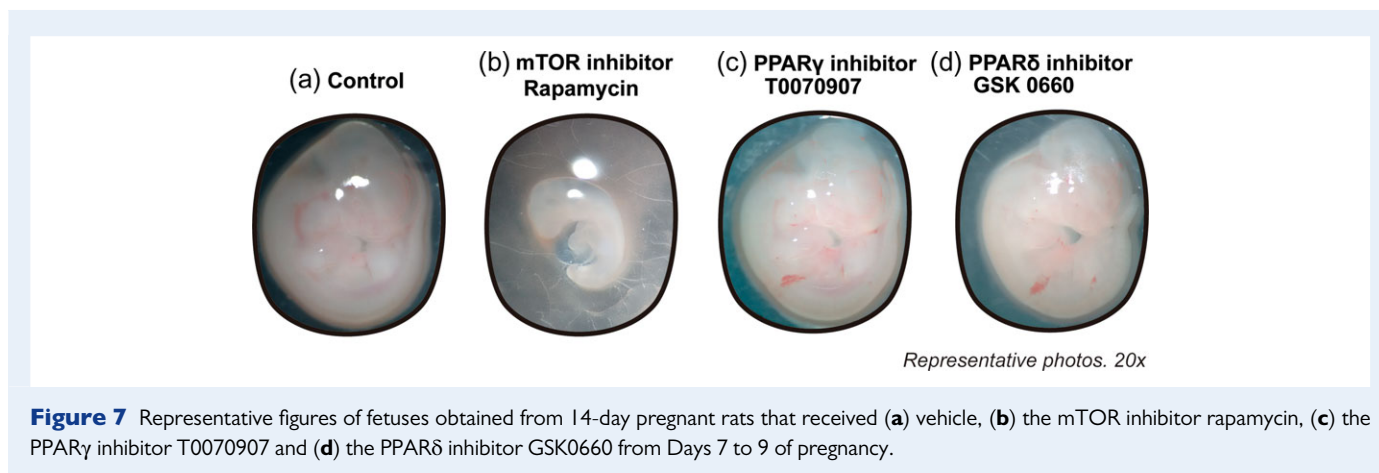 (a) Control
(b) mTOR inhibitor
Rapamycin
(c) PPARγ inhibitor
T0070907
(d) PPARδ inhibitor
GSK 0660
Representative photos. 20x
Figure 7 Representative figures of fetuses obtained from 14-day pregnant rats that received (a) vehicle, (b) the mTOR inhibitor rapamycin, (c) the
PPARγ inhibitor T0070907 and (d) the PPARδ inhibitor GSK0660 from Days 7 to 9 of pregnancy.